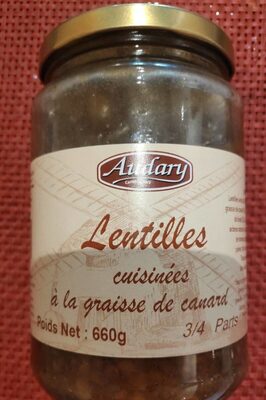 Audary
Lentilles
cuisinées
à la graisse de canard
Poids Net : 660g
3/4 Parts